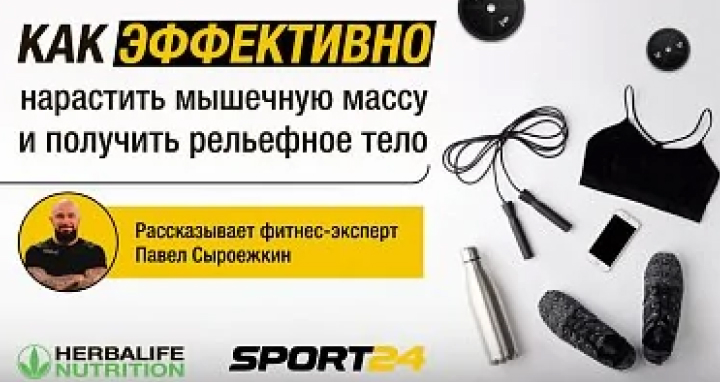 КАК ЭФФЕКТИВНО
нарастить мышечную массу
и получить рельефное тело
Рассказывает фитнес-эксперт
Павел Сыроежкин
HERBALIFE
NUTRITION
SPORT24